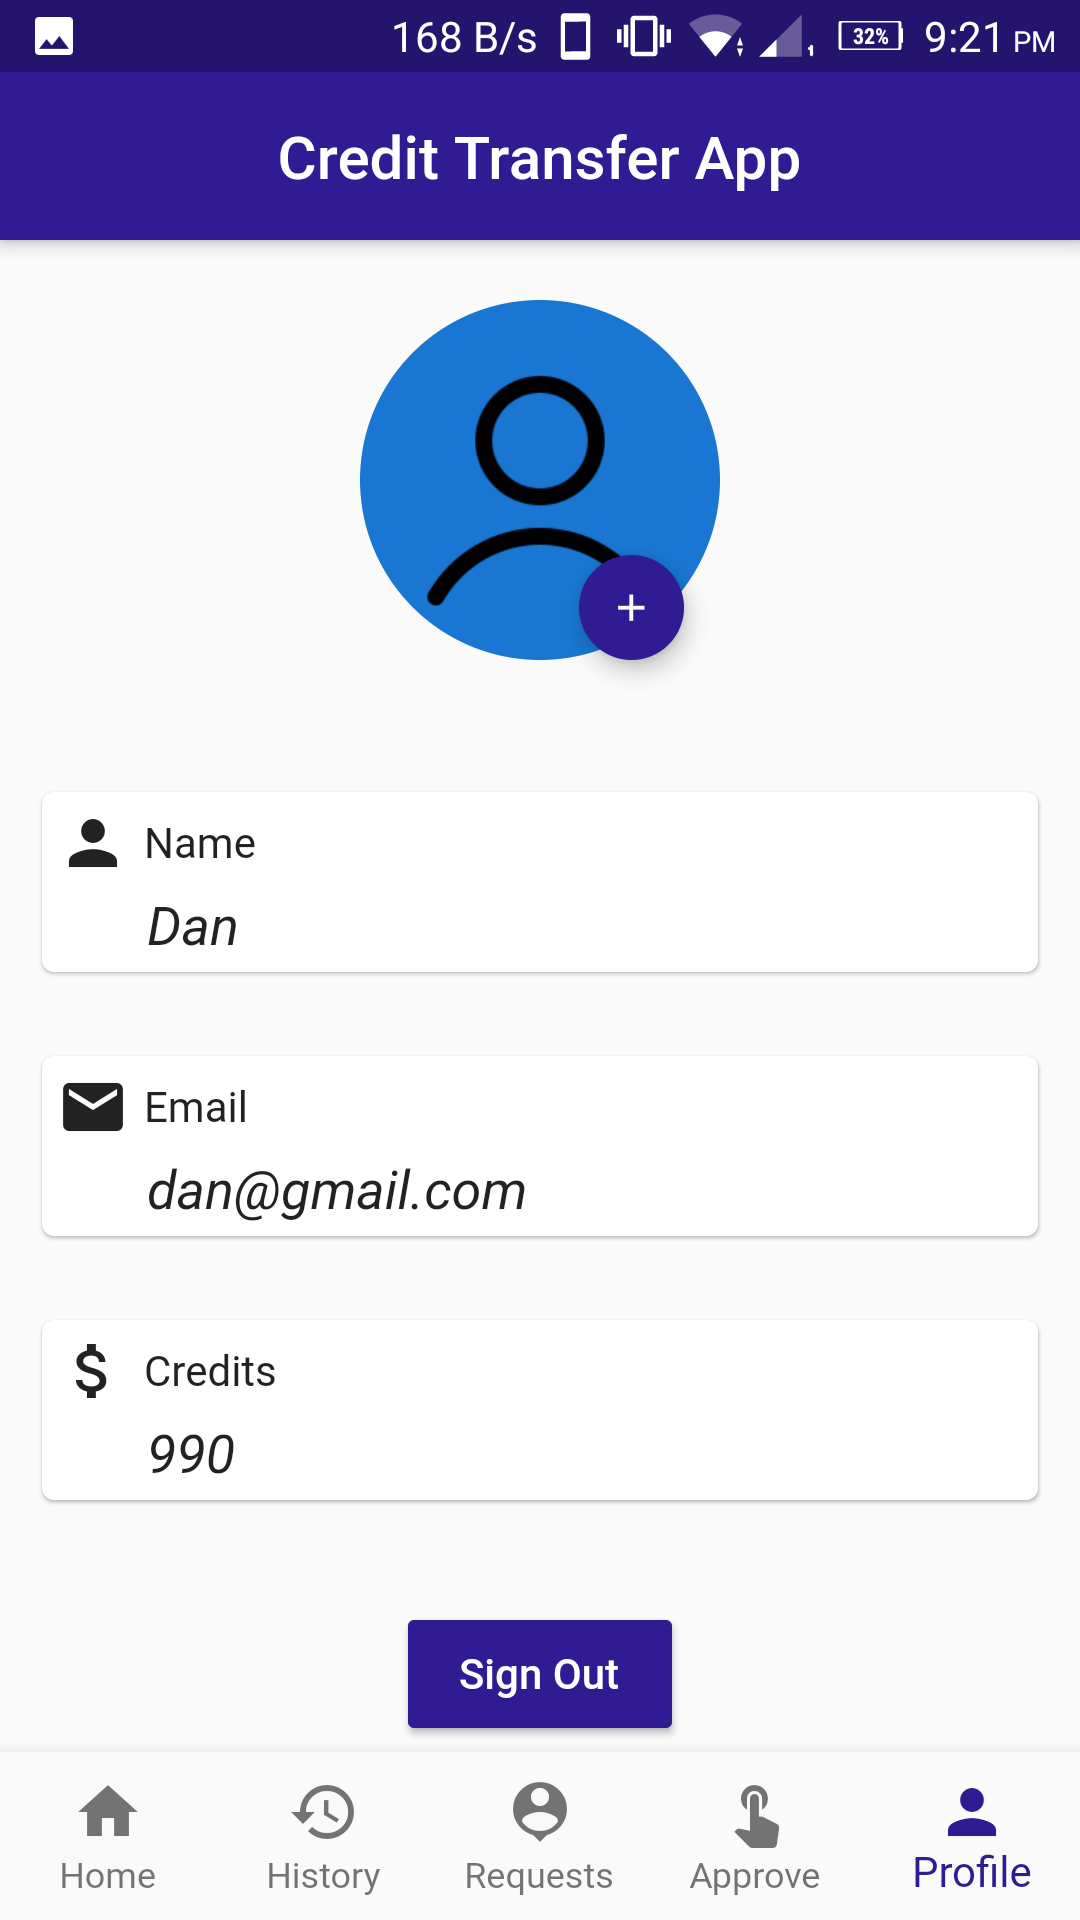 168 B/s 32% 9:21 PM
Credit Transfer App
+
Name
Dan
Email
dan@gmail.com
$ Credits
990
Sign Out
Home History Requests Approve Profile